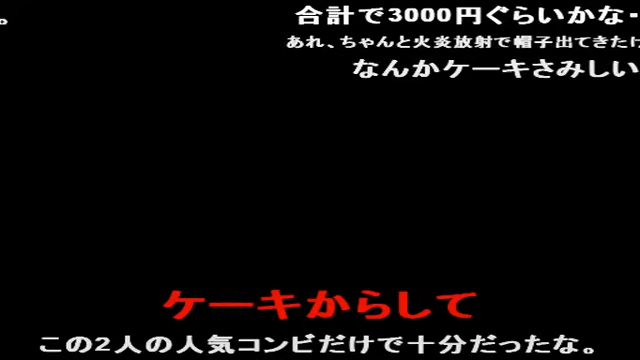 。
合計で3000円ぐらいかな・
あれ、ちゃんと火炎放射で帽子出てきたけ
なんかケーキさみしい
ケーキからして
この2人の人気コンビだけで十分だったな。